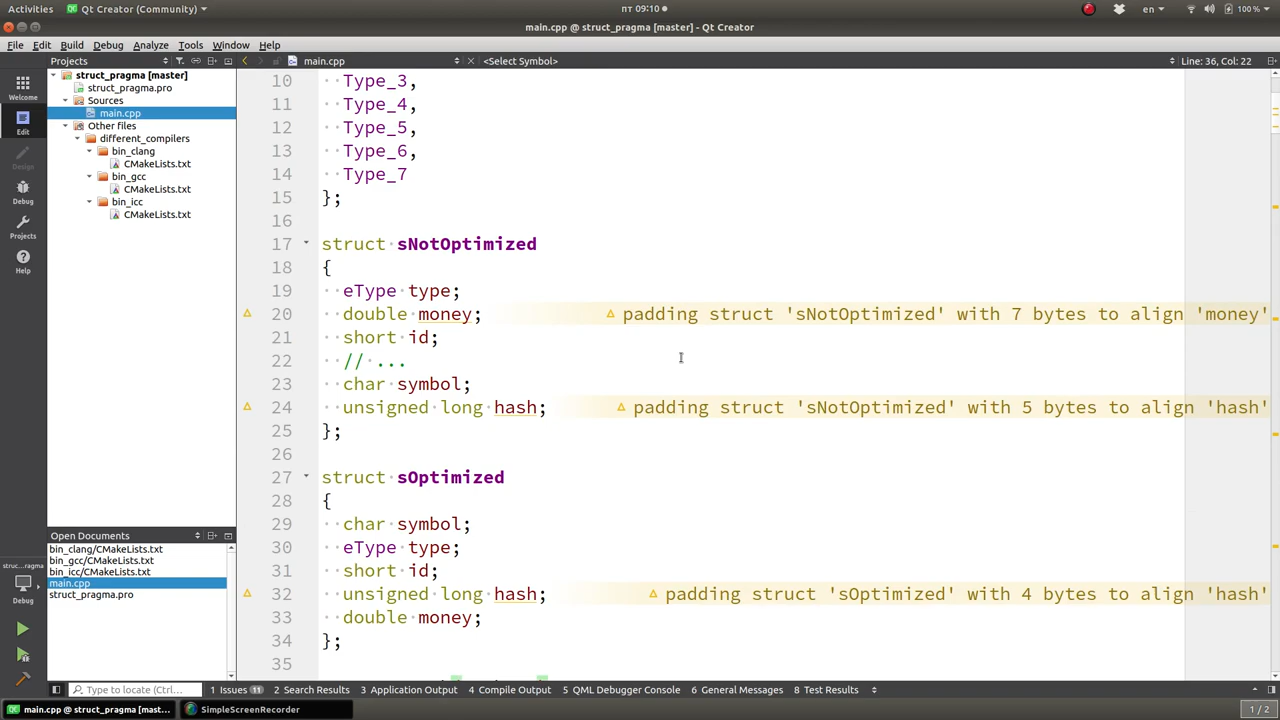 Activities
Qt Creator (Community)
пт 09:10
en
100 %
main.cpp @ struct_pragma [master] - Qt Creator
File Edit Build Debug Analyze Tools Window Help
Projects
main.cpp
<Select Symbol>
Line: 36, Col: 22
Welcome
Edit
Design
Debug
Projects
Help
struct_pragma [master]
struct_pragma.pro
Sources
main.cpp
Other files
different_compilers
bin_clang
CMakeLists.txt
bin_gcc
CMakeLists.txt
bin_icc
CMakeLists.txt
10 Type_3,
11 Type_4,
12 Type_5,
13 Type_6,
14 Type_7
15 };
16
17 struct sNotOptimized
18 {
19 eType type;
20 double money; padding struct 'sNotOptimized' with 7 bytes to align 'money'
21 short id;
22 // ...
23 char symbol;
24 unsigned long hash; padding struct 'sNotOptimized' with 5 bytes to align 'hash'
25 };
26
27 struct sOptimized
28 {
29 char symbol;
30 eType type;
31 short id;
32 unsigned long hash; padding struct 'sOptimized' with 4 bytes to align 'hash'
33 double money;
34 };
35
Open Documents
bin_clang/CMakeLists.txt
bin_gcc/CMakeLists.txt
bin_icc/CMakeLists.txt
main.cpp
struct_pragma.pro
struc...ragma
Debug
Type to locate (Ctrl+...
1 Issues 11 2 Search Results 3 Application Output 4 Compile Output 5 QML Debugger Console 6 General Messages 8 Test Results
main.cpp @ struct_pragma [mast...
SimpleScreenRecorder
1 / 2